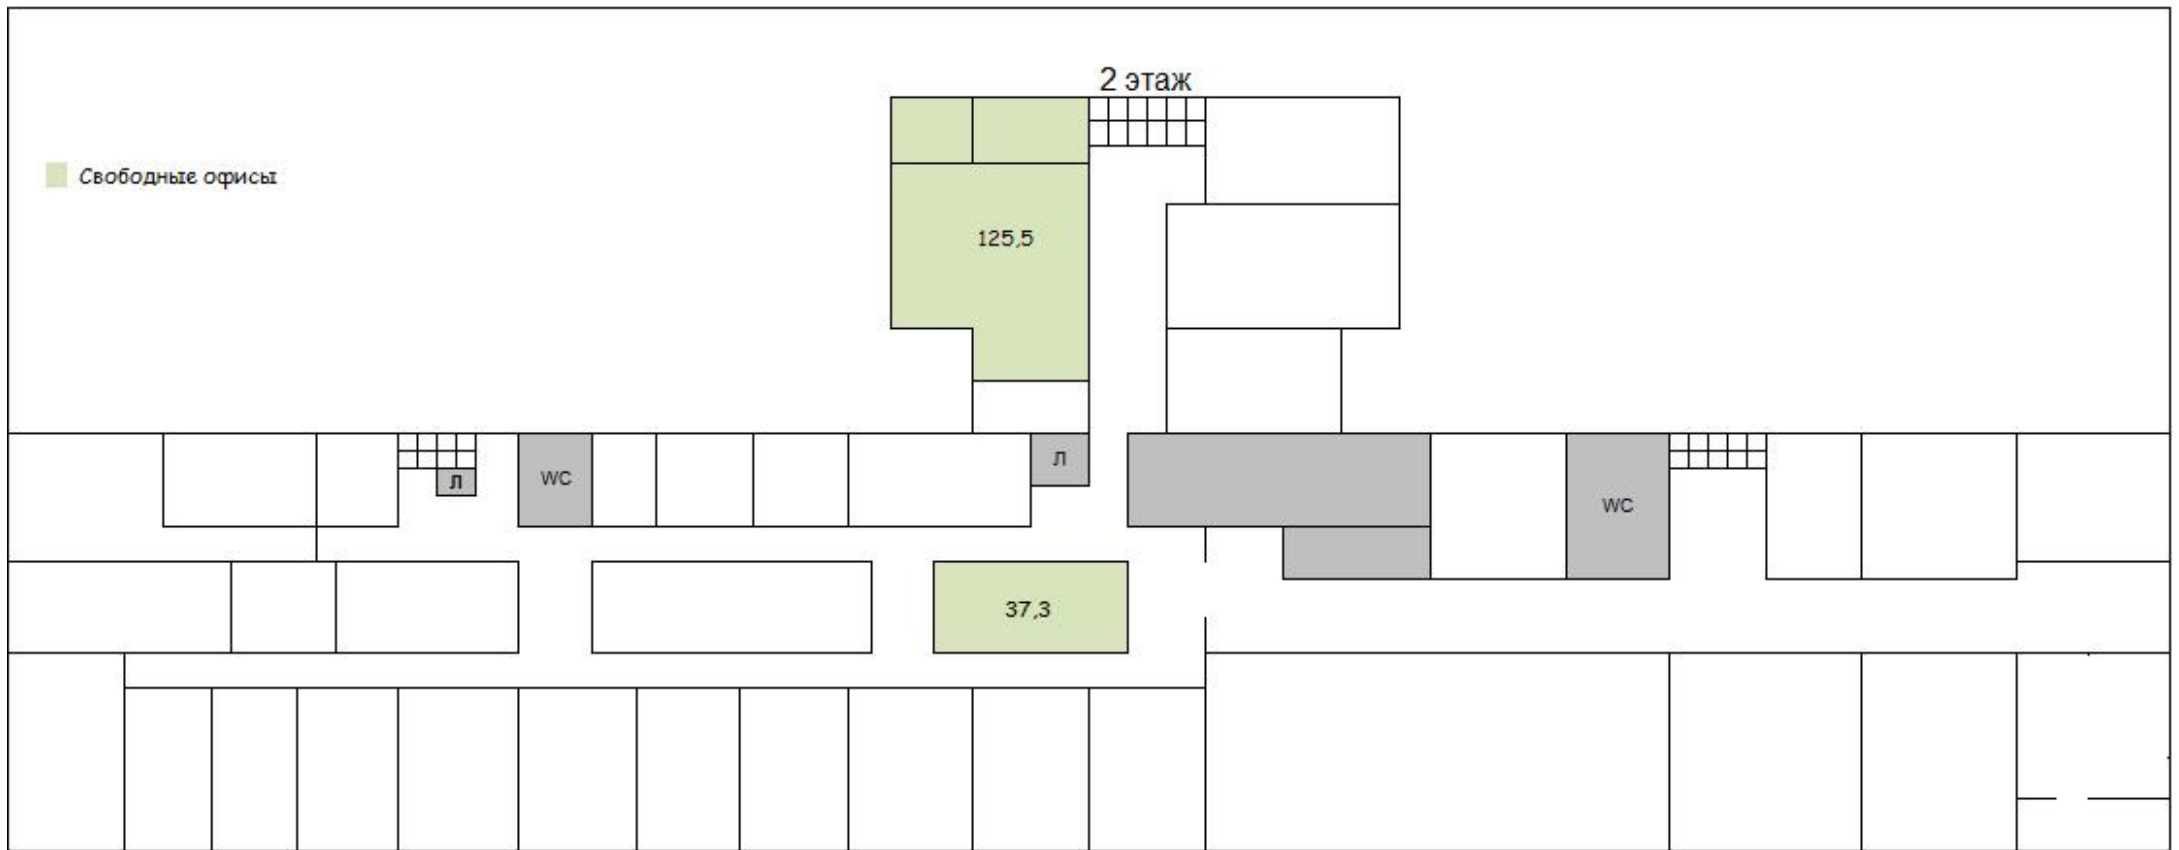 2 этаж
Свободные офисы
125,5
Л
Л
WC
WC
37,3